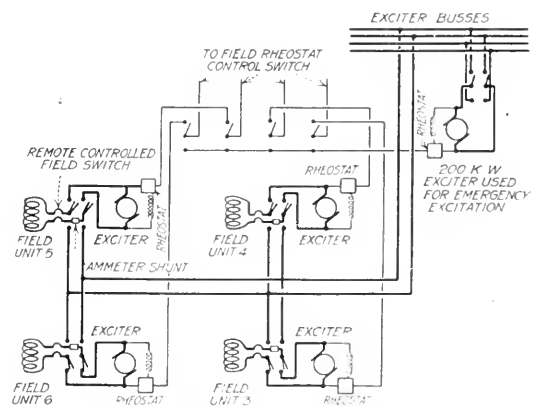 EXCITER BUSSES
TO FIELD RHEOSTAT
CONTROL SWITCH
RHEOSTAT
REMOTE CONTROLLED
FIELD SWITCH
RHEOSTAT
200 K W
EXCITER USED
FOR EMERGENCY
EXCITATION
RHEOSTAT
FIELD
UNIT 5
EXCITER
FIELD
UNIT 4
EXCITER
AMMETER SHUNT
EXCITER
EXCITER
FIELD
UNIT 6
RHEOSTAT
FIELD
UNIT 3
RHEOSTAT